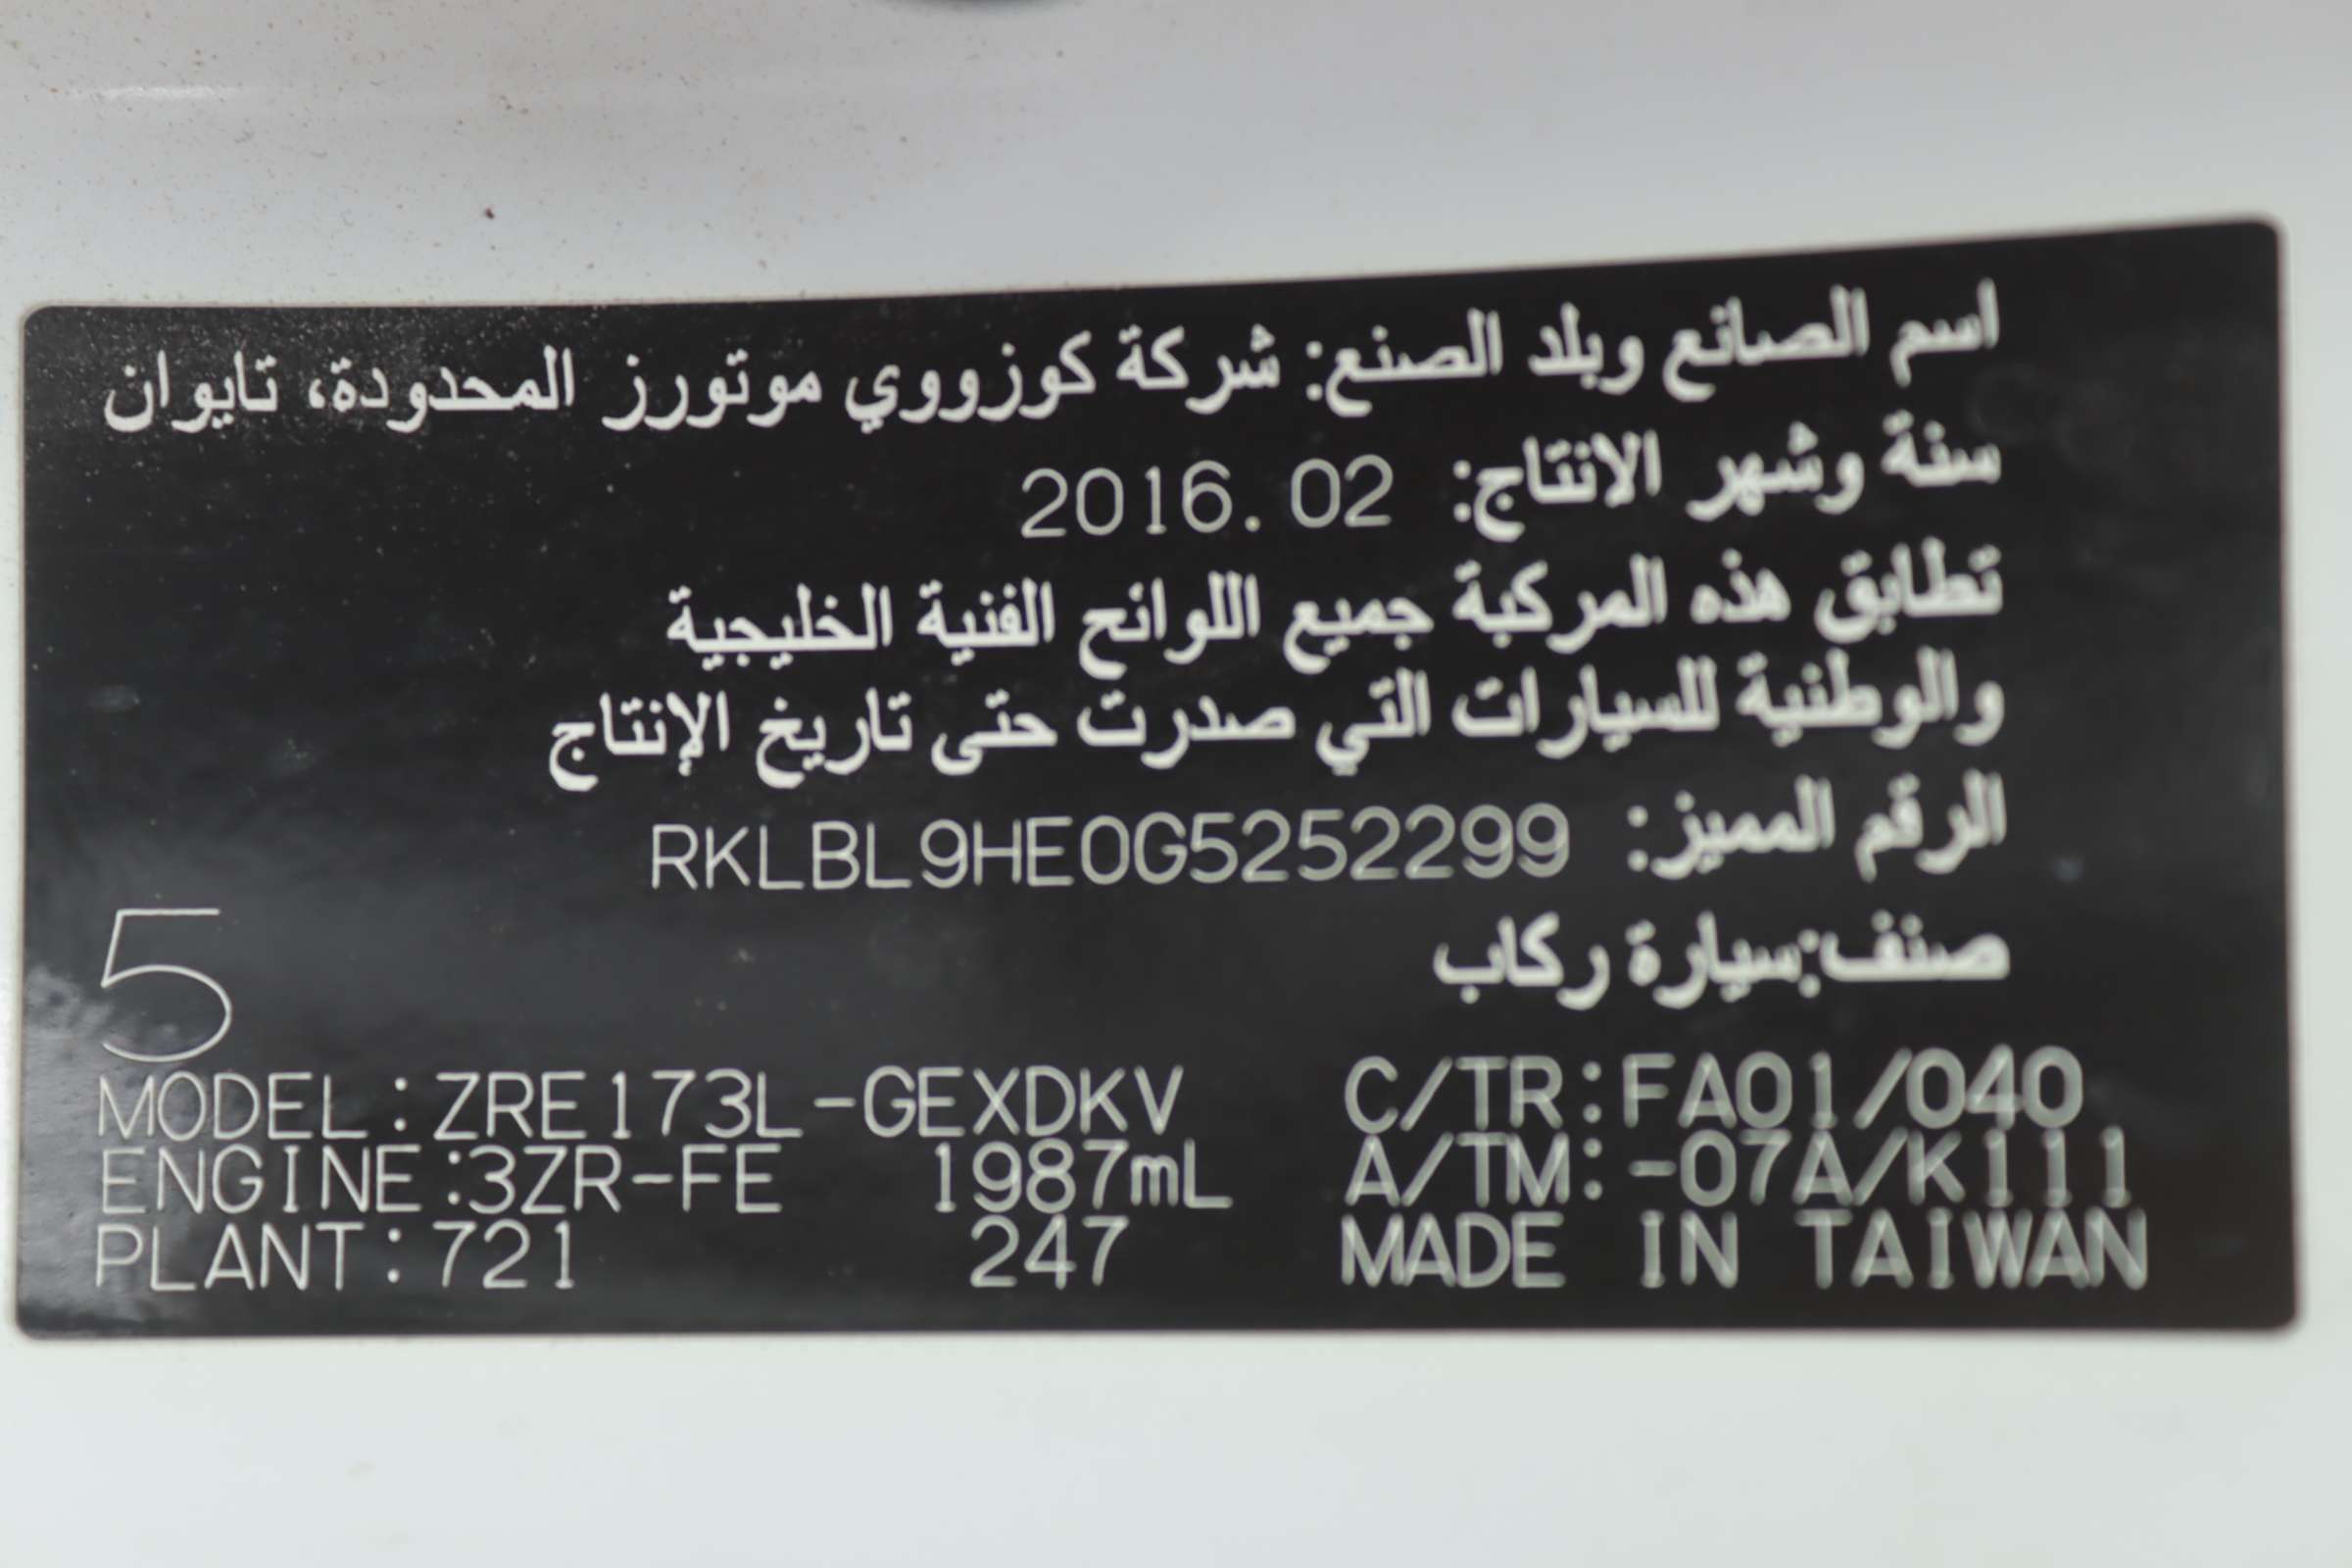 اسم الصانع وبلد الصنع: شركة كوزووي موتورز المحدودة، تايوان
سنة وشهر الانتاج: 2016.02
تطابق هذه المركبة جميع اللوائح الفنية الخليجية
والوطنية للسيارات التي صدرت حتى تاريخ الإنتاج
الرقم المميز: RKLBL9HE0G5252299
صنف:سيارة ركاب
5
MODEL:ZRE173L-GEXDKV C/TR:FA01/040
ENGINE:3ZR-FE 1987mL A/TM:-07A/K111
PLANT:721 247 MADE IN TAIWAN